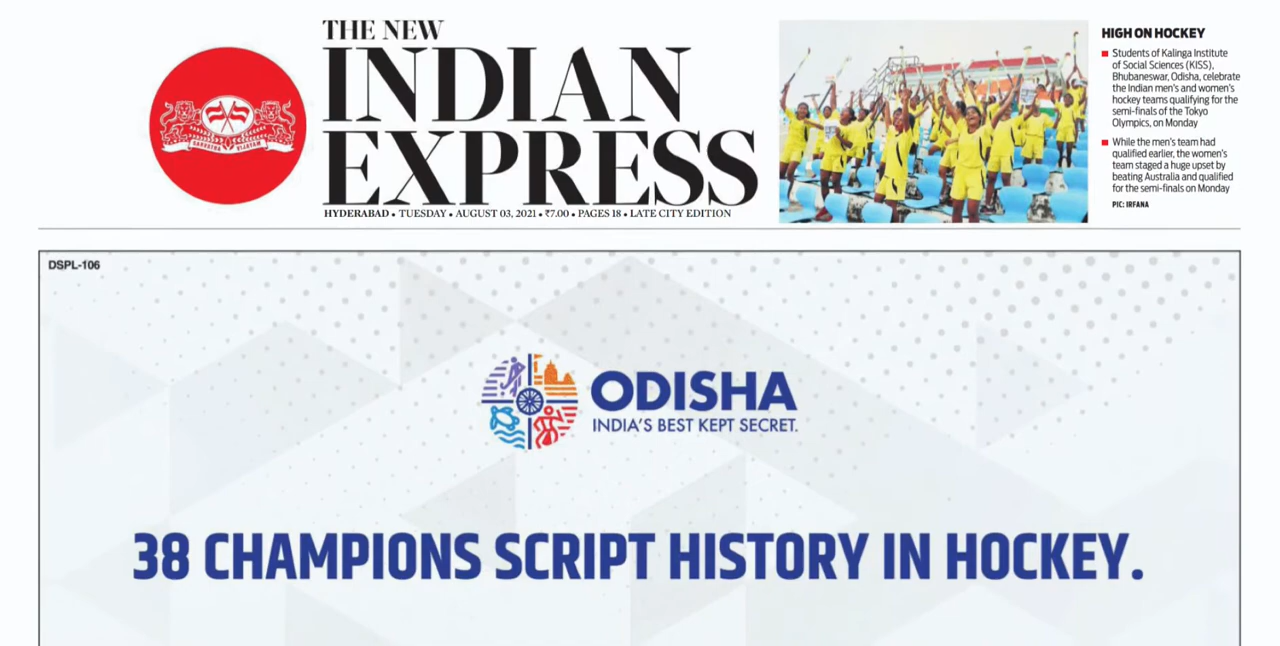 THE NEW
INDIAN
EXPRESS
HYDERABAD • TUESDAY • AUGUST 03, 2021 • ₹7.00 • PAGES 18 • LATE CITY EDITION
SARVATRA VIJAYAM
HIGH ON HOCKEY
Students of Kalinga Institute
of Social Sciences (KISS),
Bhubaneswar, Odisha, celebrate
the Indian men's and women's
hockey teams qualifying for the
semi-finals of the Tokyo
Olympics, on Monday
While the men's team had
qualified earlier, the women's
team staged a huge upset by
beating Australia and qualified
for the semi-finals on Monday
PIC: IRFANA
DSPL-106
ODISHA
INDIA'S BEST KEPT SECRET.
38 CHAMPIONS SCRIPT HISTORY IN HOCKEY.